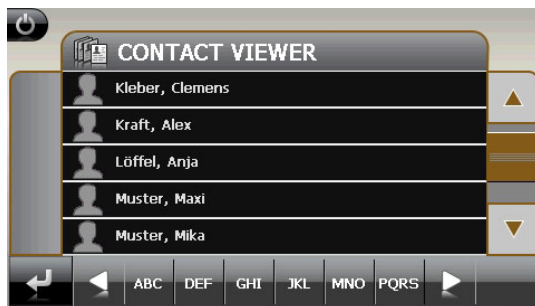 CONTACT VIEWER
Kleber, Clemens
Kraft, Alex
Löffel, Anja
Muster, Maxi
Muster, Mika
ABC DEF GHI JKL MNO PQRS